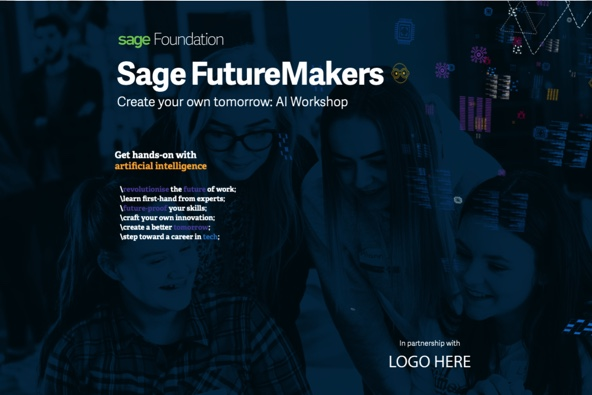 sage Foundation
Sage FutureMakers
Create your own tomorrow: AI Workshop
Get hands-on with
artificial intelligence
\revolutionise the future of work;
\learn first-hand from experts;
\future-proof your skills;
\craft your own innovation;
\create a better tomorrow;
\step toward a career in tech;
In partnership with
LOGO HERE